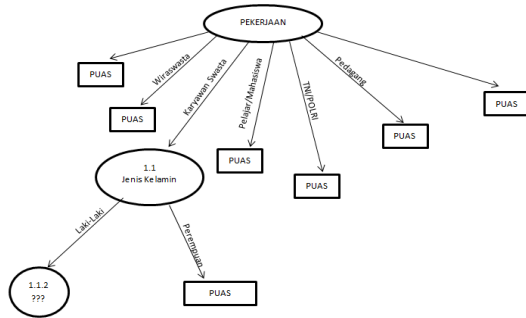 PEKERJAAN
PUAS
Wiraswasta
Karyawan Swasta
Pelajar/Mahasiswa
TNI/POLRI
Pedagang
PUAS
PUAS
PUAS
PUAS
PUAS
1.1
Jenis Kelamin
Laki-Laki
Perempuan
1.1.2
???
PUAS